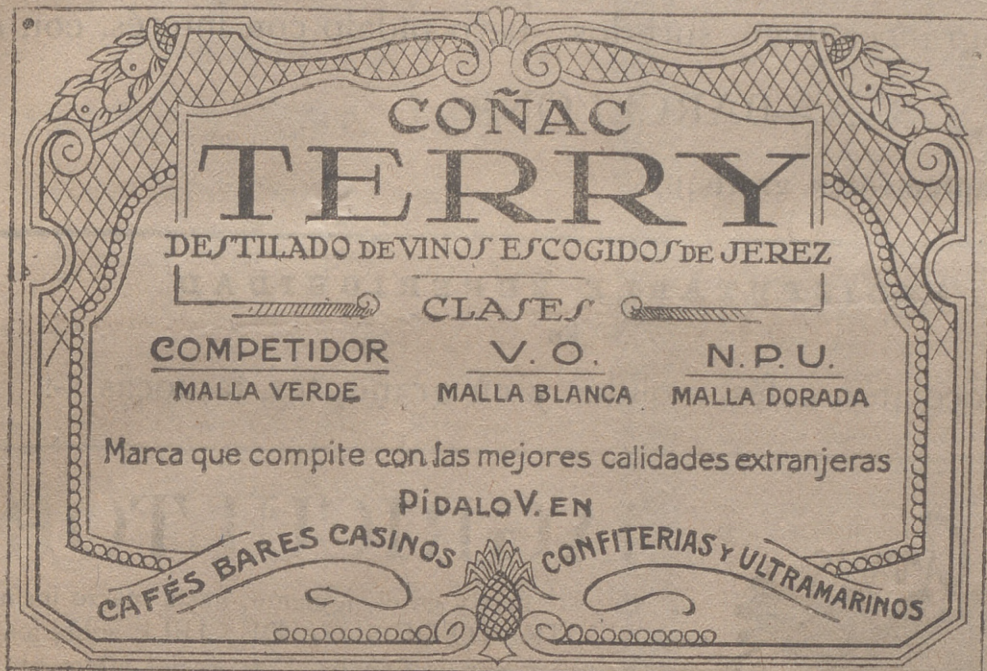 COÑAC
TERRY
DESTILADO DE VINOS ESCOGIDOS DE JEREZ
CLASES
COMPETIDOR
MALLA VERDE
V. O.
MALLA BLANCA
N. P. U.
MALLA DORADA
Marca que compite con las mejores calidades extranjeras
PÍDALO V. EN
CAFÉS BARES CASINOS CONFITERIAS Y ULTRAMARINOS